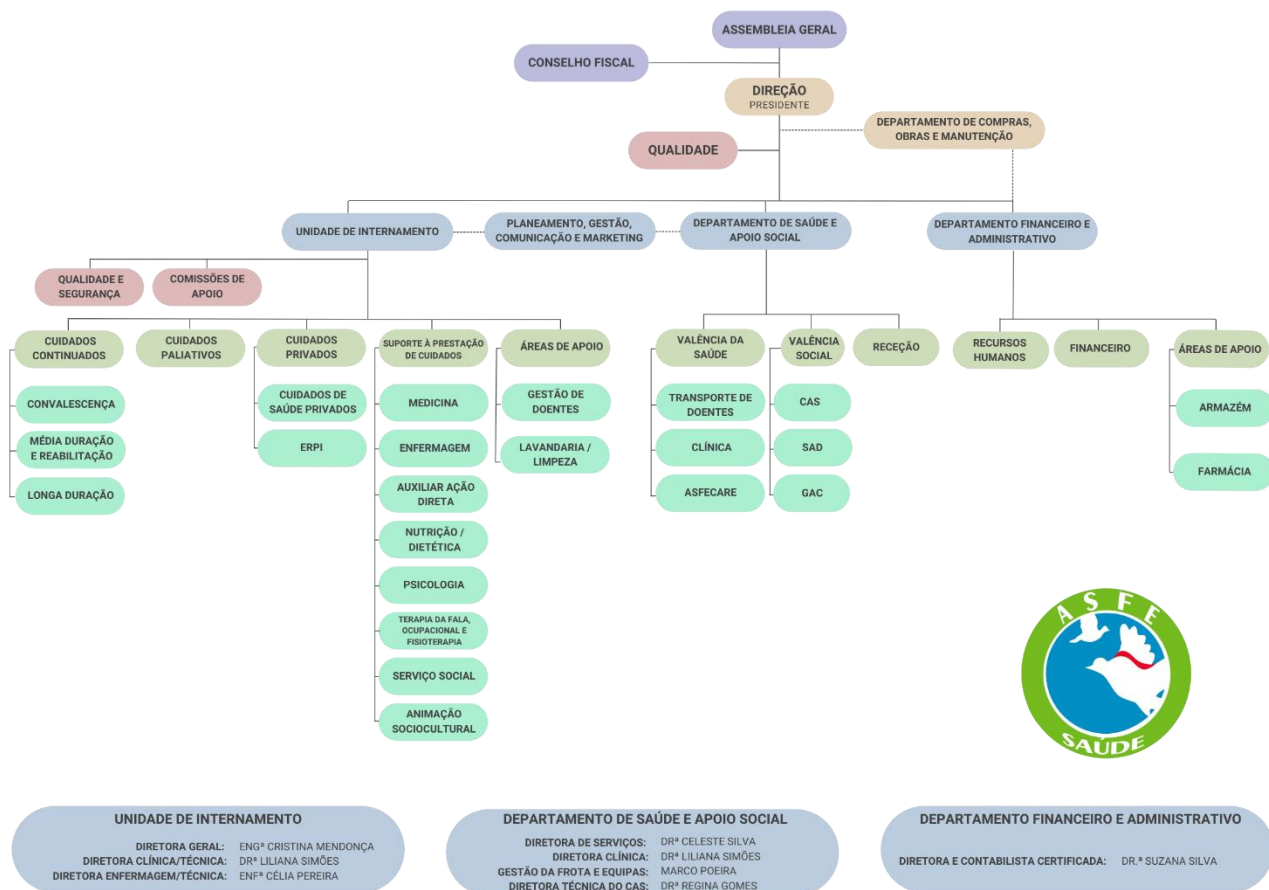 ASSEMBLEIA GERAL
CONSELHO FISCAL
DIREÇÃO
PRESIDENTE
DEPARTAMENTO DE COMPRAS,
OBRAS E MANUTENÇÃO
QUALIDADE
UNIDADE DE INTERNAMENTO
PLANEAMENTO, GESTÃO,
COMUNICAÇÃO E MARKETING
DEPARTAMENTO DE SAÚDE E
APOIO SOCIAL
DEPARTAMENTO FINANCEIRO E
ADMINISTRATIVO
QUALIDADE E
SEGURANÇA
COMISSÕES DE
APOIO
CUIDADOS
CONTINUADOS
CUIDADOS
PALIATIVOS
CUIDADOS
PRIVADOS
SUPORTE À PRESTAÇÃO
DE CUIDADOS
ÁREAS DE APOIO
VALÊNCIA DA
SAÚDE
VALÊNCIA
SOCIAL
RECEÇÃO
RECURSOS
HUMANOS
FINANCEIRO
ÁREAS DE APOIO
CONVALESCENÇA
MÉDIA DURAÇÃO
E REABILITAÇÃO
LONGA DURAÇÃO
CUIDADOS DE
SAÚDE PRIVADOS
ERPI
MEDICINA
ENFERMAGEM
AUXILIAR AÇÃO
DIRETA
NUTRIÇÃO /
DIETÉTICA
PSICOLOGIA
TERAPIA DA FALA,
OCUPACIONAL E
FISIOTERAPIA
SERVIÇO SOCIAL
ANIMAÇÃO
SOCIOCULTURAL
GESTÃO DE
DOENTES
LAVANDARIA /
LIMPEZA
TRANSPORTE DE
DOENTES
CLÍNICA
ASFECARE
CAS
SAD
GAC
ARMAZÉM
FARMÁCIA
ASFE
SAÚDE
UNIDADE DE INTERNAMENTO
DIRETORA GERAL: ENGª CRISTINA MENDONÇA
DIRETORA CLÍNICA/TÉCNICA: DRª LILIANA SIMÕES
DIRETORA ENFERMAGEM/TÉCNICA: ENFª CÉLIA PEREIRA
DEPARTAMENTO DE SAÚDE E APOIO SOCIAL
DIRETORA DE SERVIÇOS: DRª CELESTE SILVA
DIRETORA CLÍNICA: DRª LILIANA SIMÕES
GESTÃO DA FROTA E EQUIPAS: MARCO POEIRA
DIRETORA TÉCNICA DO CAS: DRª REGINA GOMES
DEPARTAMENTO FINANCEIRO E ADMINISTRATIVO
DIRETORA E CONTABILISTA CERTIFICADA: DR.ª SUZANA SILVA